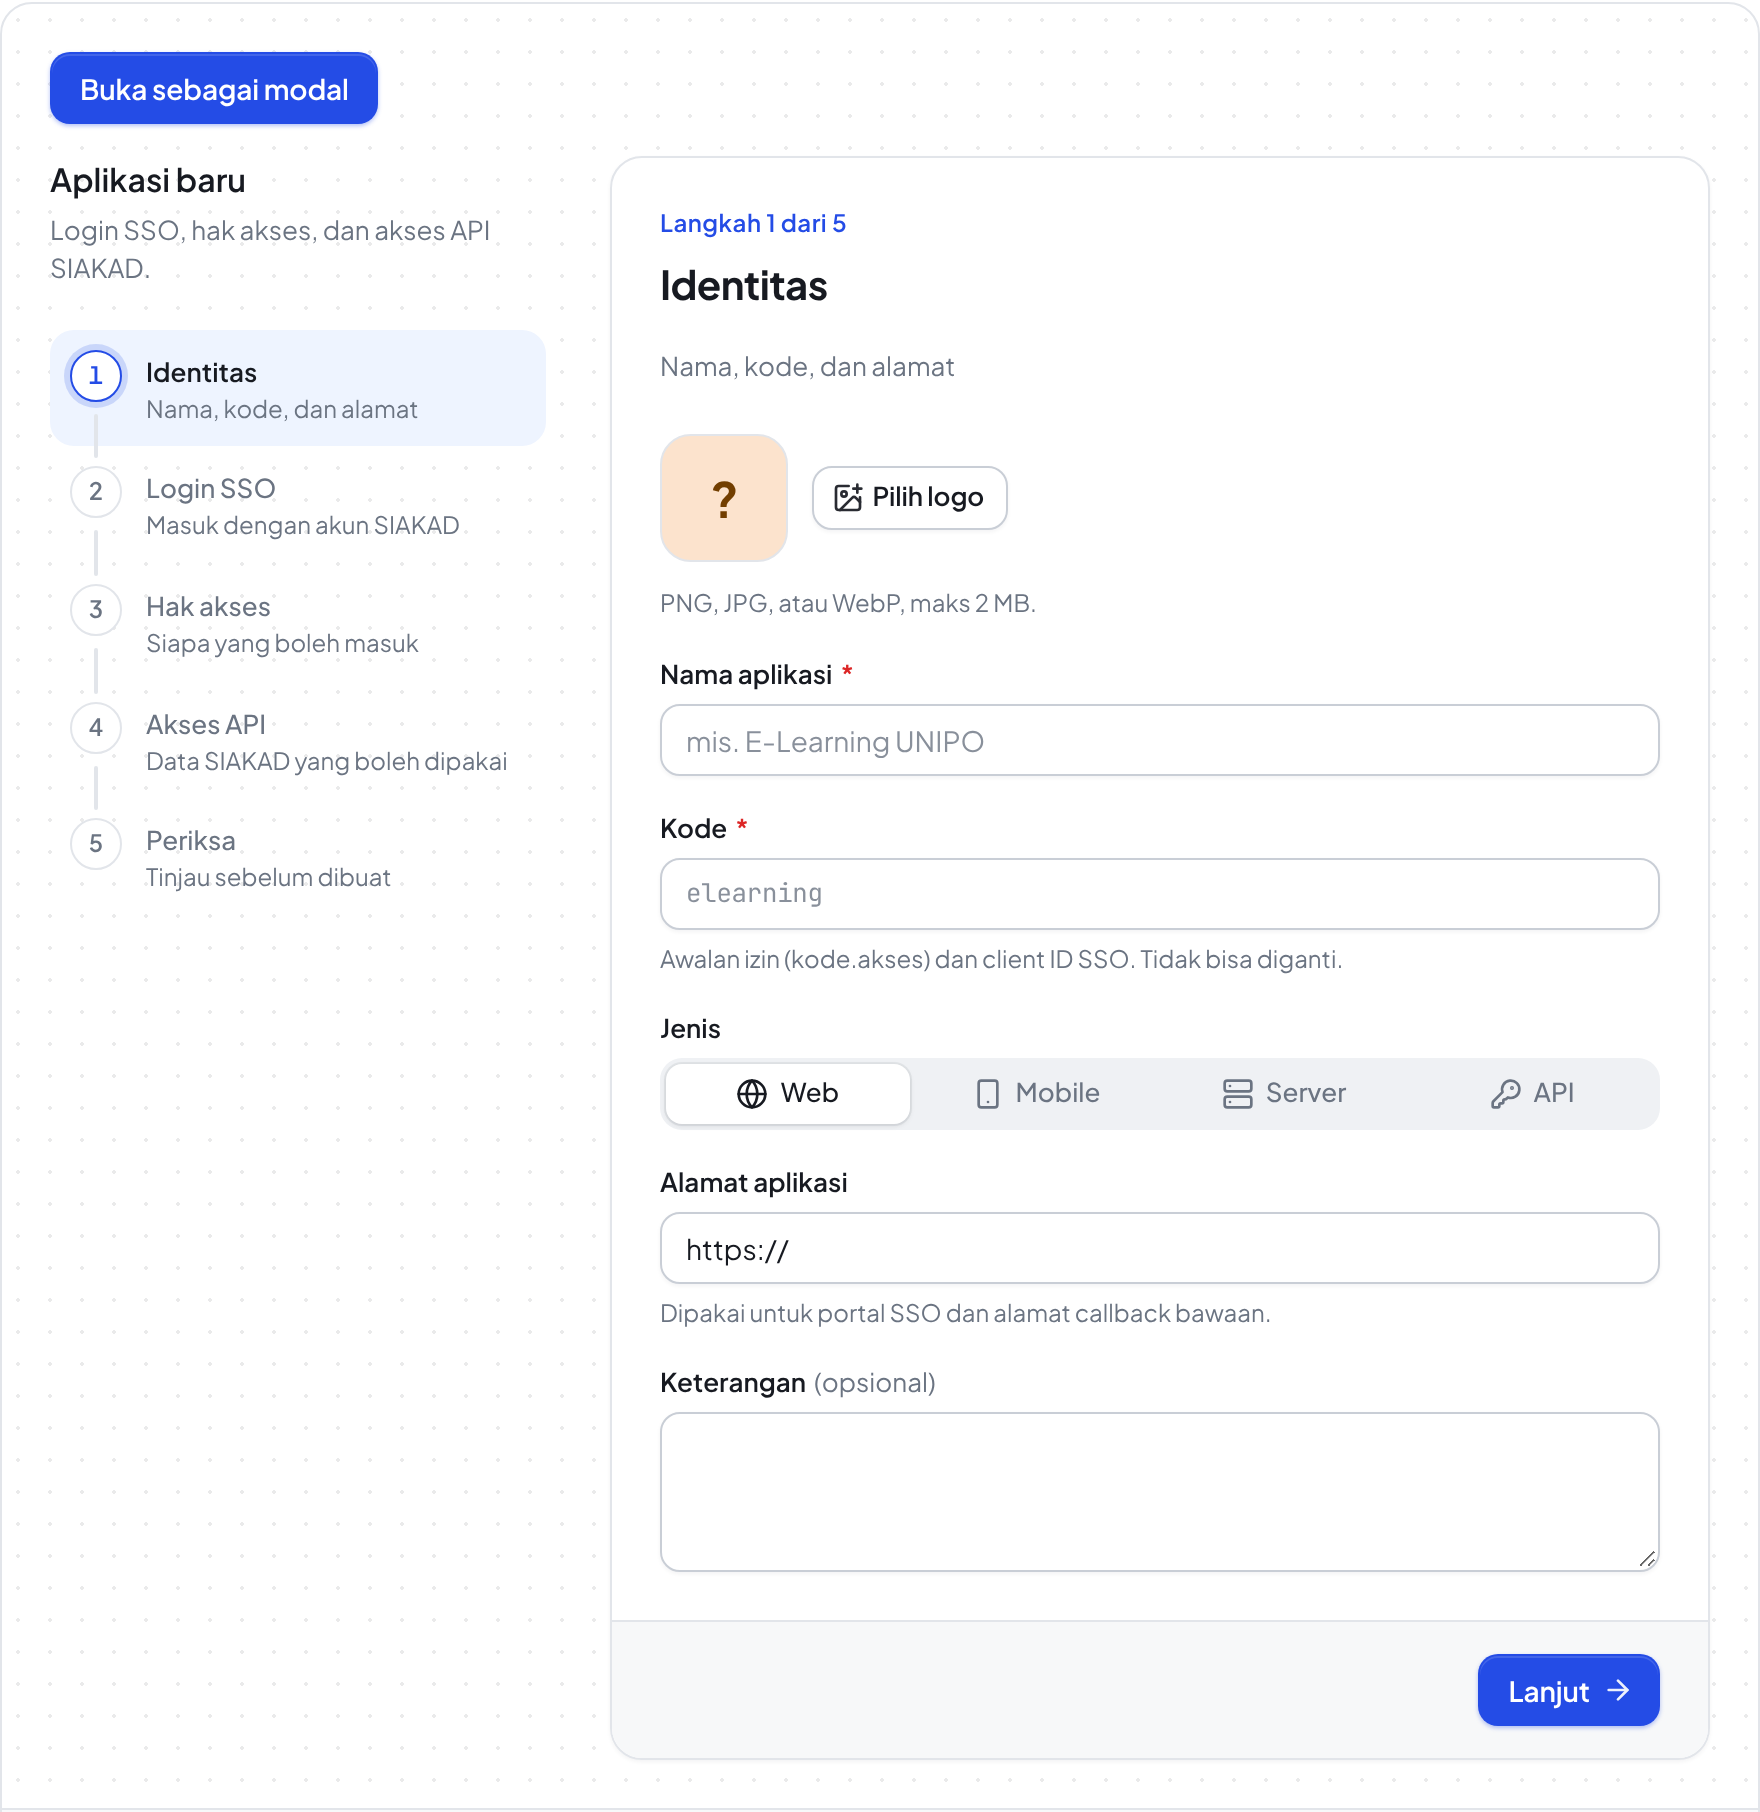 Buka sebagai modal
Aplikasi baru
Login SSO, hak akses, dan akses API
SIAKAD.
1
Identitas
Nama, kode, dan alamat
2
Login SSO
Masuk dengan akun SIAKAD
3
Hak akses
Siapa yang boleh masuk
4
Akses API
Data SIAKAD yang boleh dipakai
5
Periksa
Tinjau sebelum dibuat
Langkah 1 dari 5
Identitas
Nama, kode, dan alamat
?
Pilih logo
PNG, JPG, atau WebP, maks 2 MB.
Nama aplikasi *
mis. E-Learning UNIPO
Kode *
elearning
Awalan izin (kode.akses) dan client ID SSO. Tidak bisa diganti.
Jenis
Web Mobile Server API
Alamat aplikasi
https://
Dipakai untuk portal SSO dan alamat callback bawaan.
Keterangan (opsional)
Lanjut →